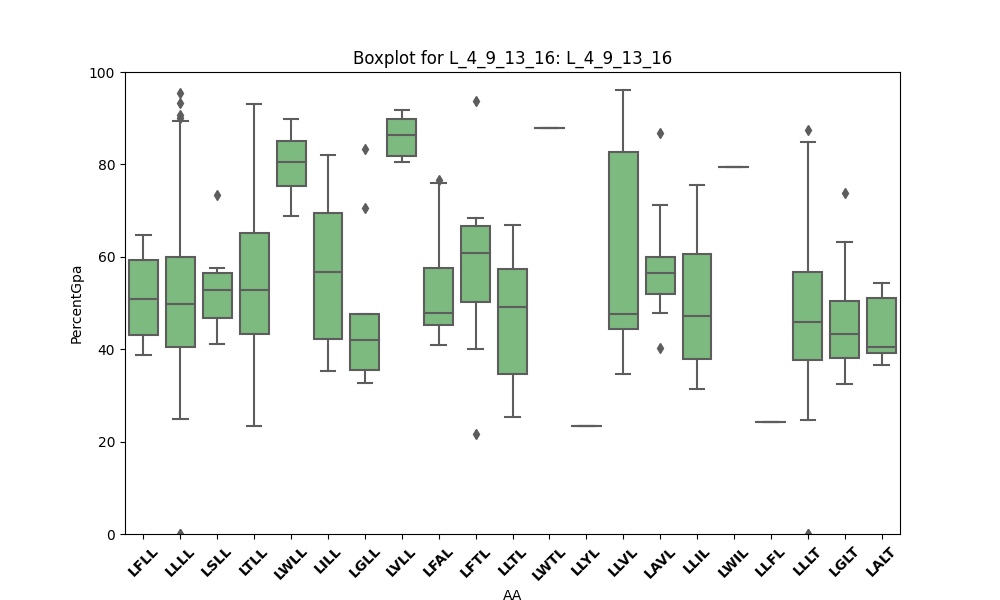 Boxplot for L_4_9_13_16: L_4_9_13_16
100
80
60
40
20
0
PercentGpa
LFLL LLLL LSLL LTLL LWLL LILL LGLL LVLL LFAL LFTL LLTL LWTL LLYL LLVL LAVL LLIL LWIL LLFL LLLT LGLT LALT
AA